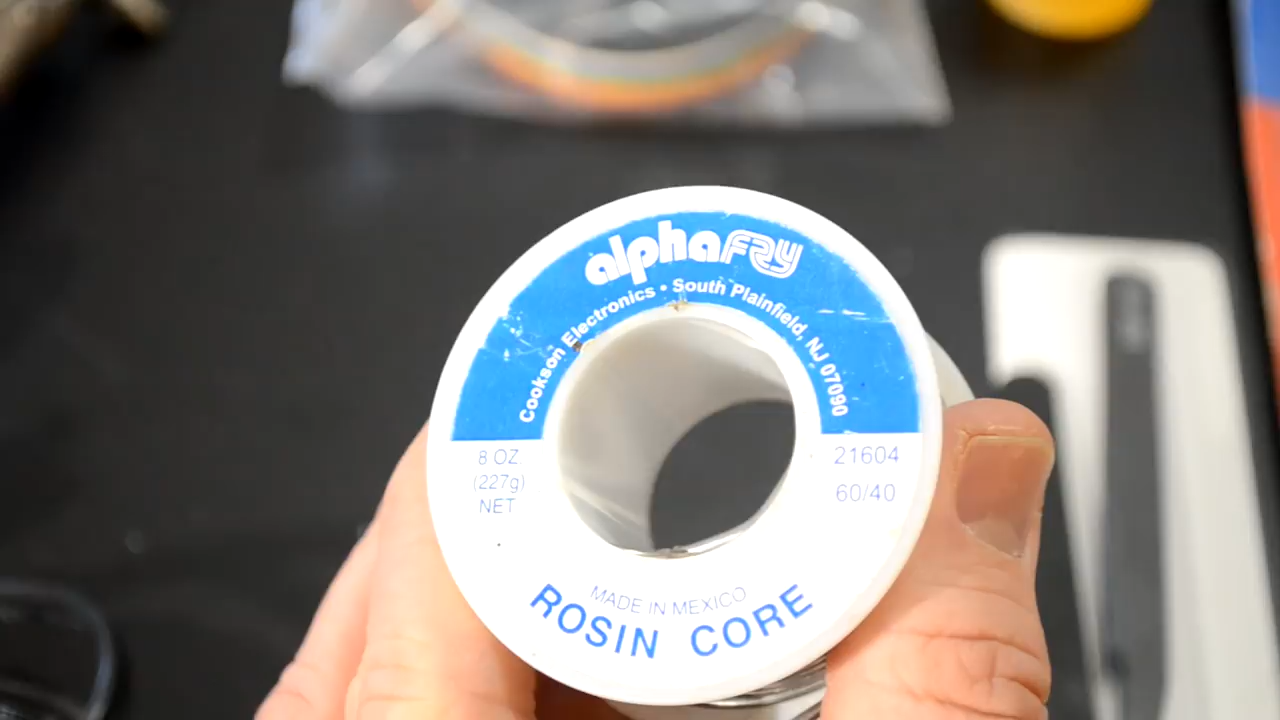 alphaFRY
Cookson Electronics • South Plainfield, NJ 07090
8 OZ.
(227g)
NET
21604
60/40
MADE IN MEXICO
ROSIN CORE